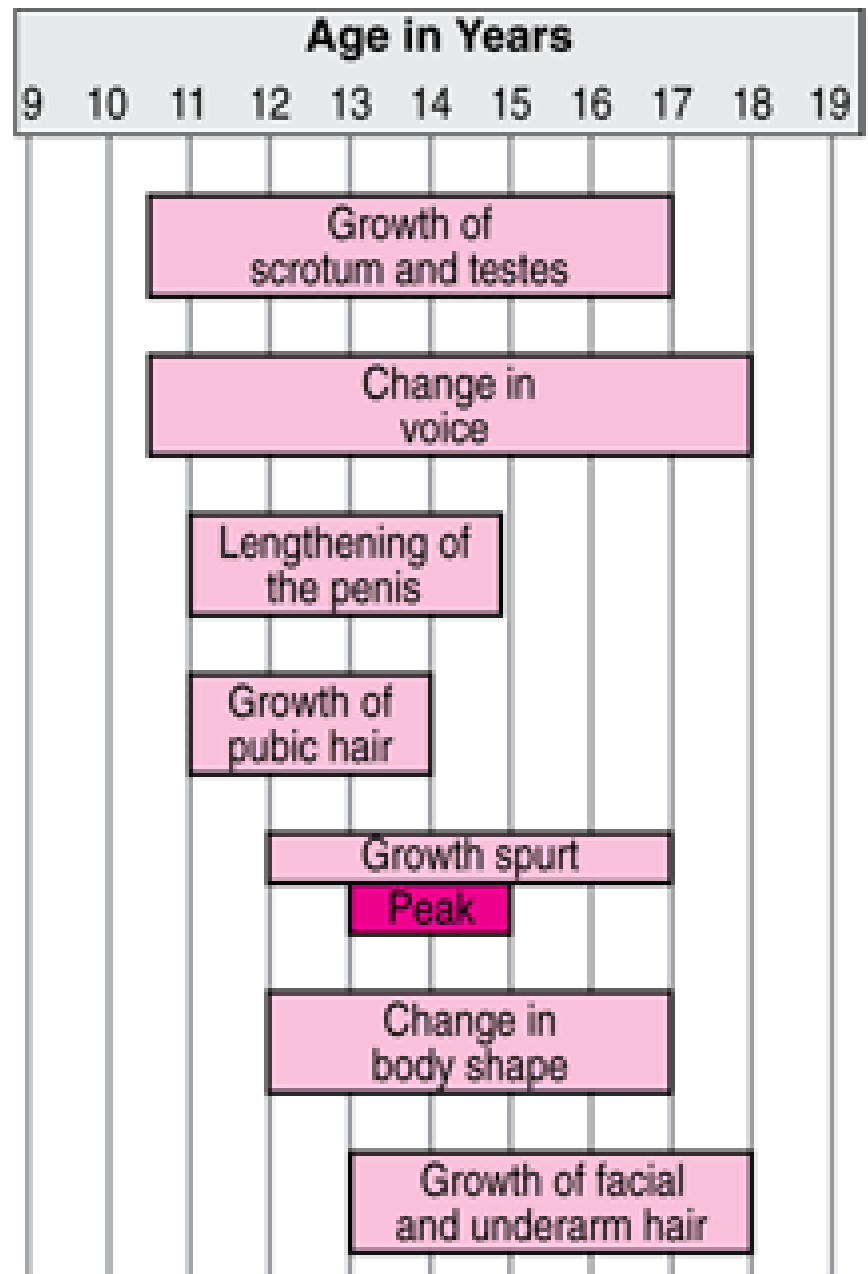 Age in Years
9 10 11 12 13 14 15 16 17 18 19
Growth of
scrotum and testes
Change in
voice
Lengthening of
the penis
Growth of
pubic hair
Growth spurt
Peak
Change in
body shape
Growth of facial
and underarm hair